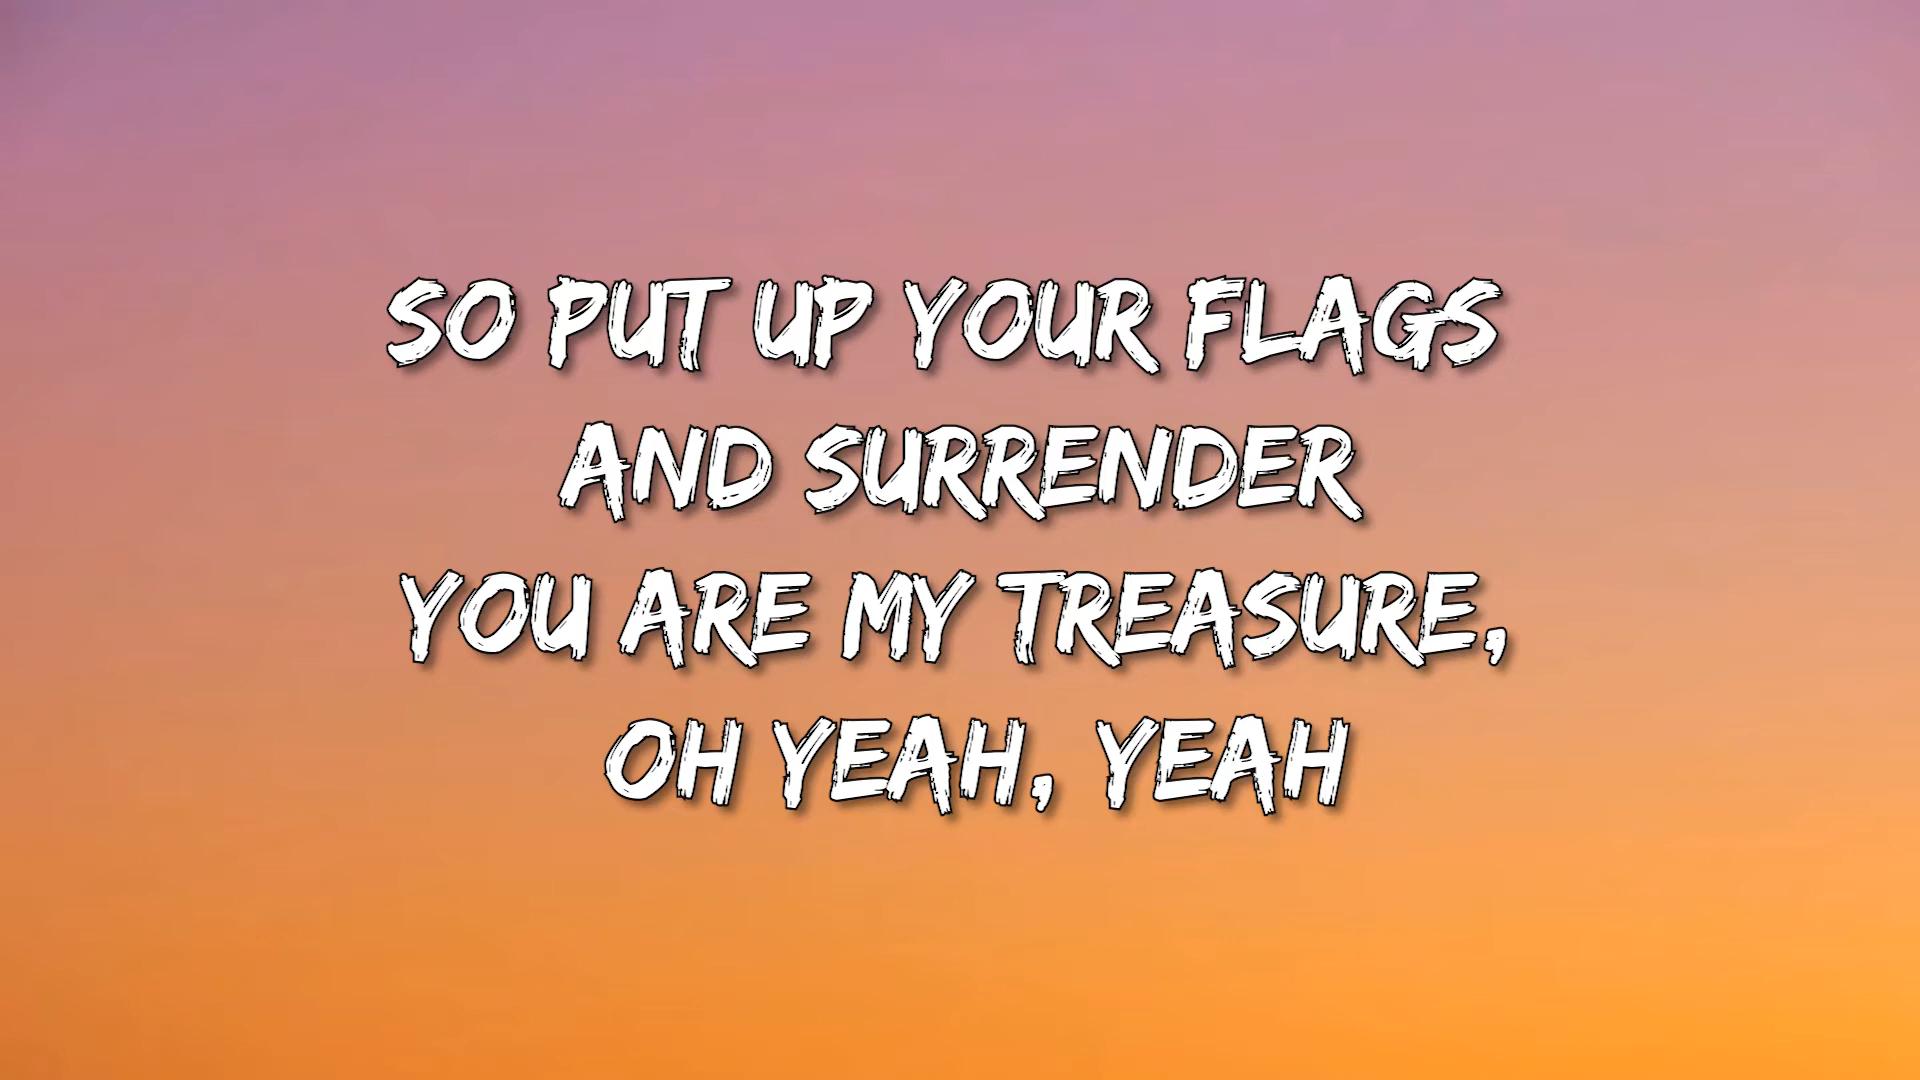 SO PUT UP YOUR FLAGS
AND SURRENDER
YOU ARE MY TREASURE,
OH YEAH, YEAH